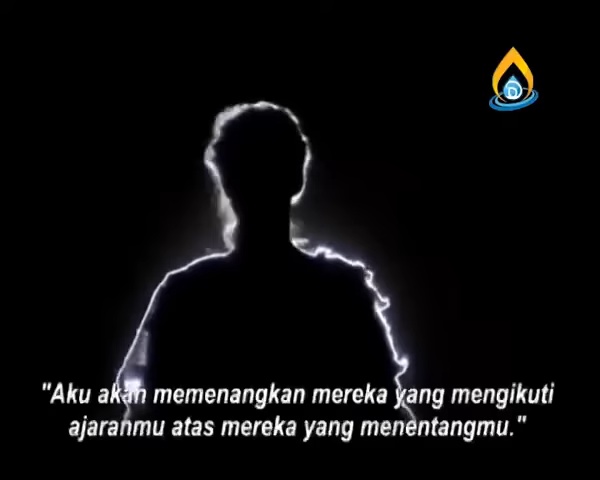 "Aku akan memenangkan mereka yang mengikuti
ajaranmu atas mereka yang menentangmu."